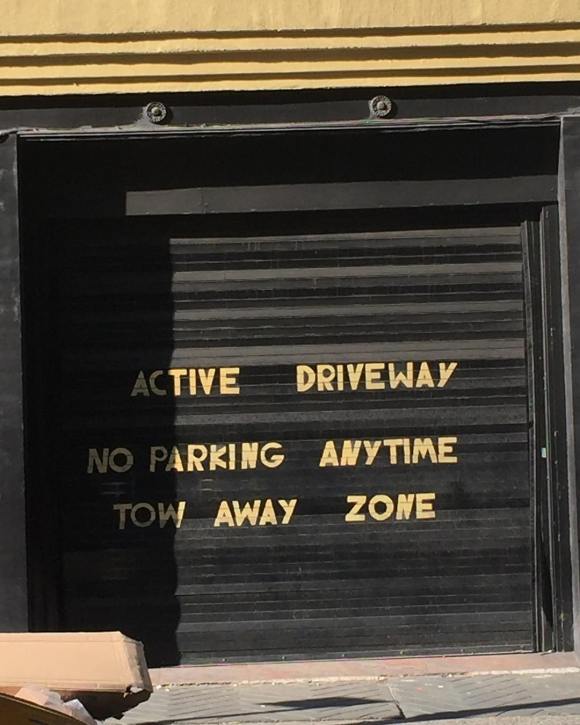 ACTIVE DRIVEWAY
NO PARKING ANYTIME
TOW AWAY ZONE